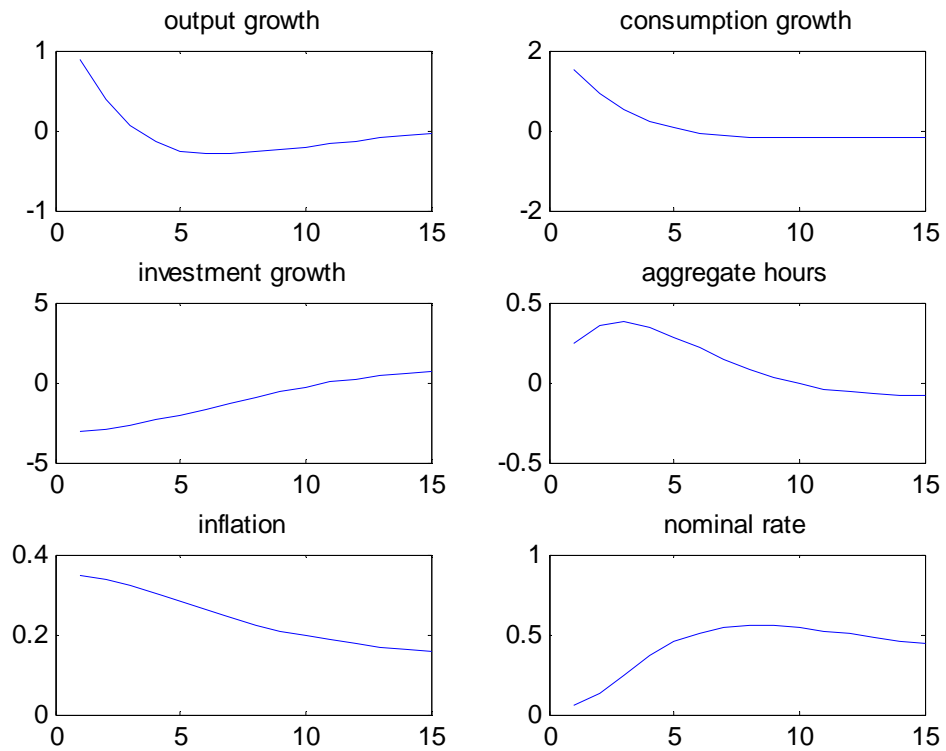 output growth
1
0
-1
0 5 10 15
consumption growth
2
0
-2
0 5 10 15
investment growth
5
0
-5
0 5 10 15
aggregate hours
0.5
0
-0.5
0 5 10 15
inflation
0.4
0.2
0
0 5 10 15
nominal rate
1
0.5
0
0 5 10 15